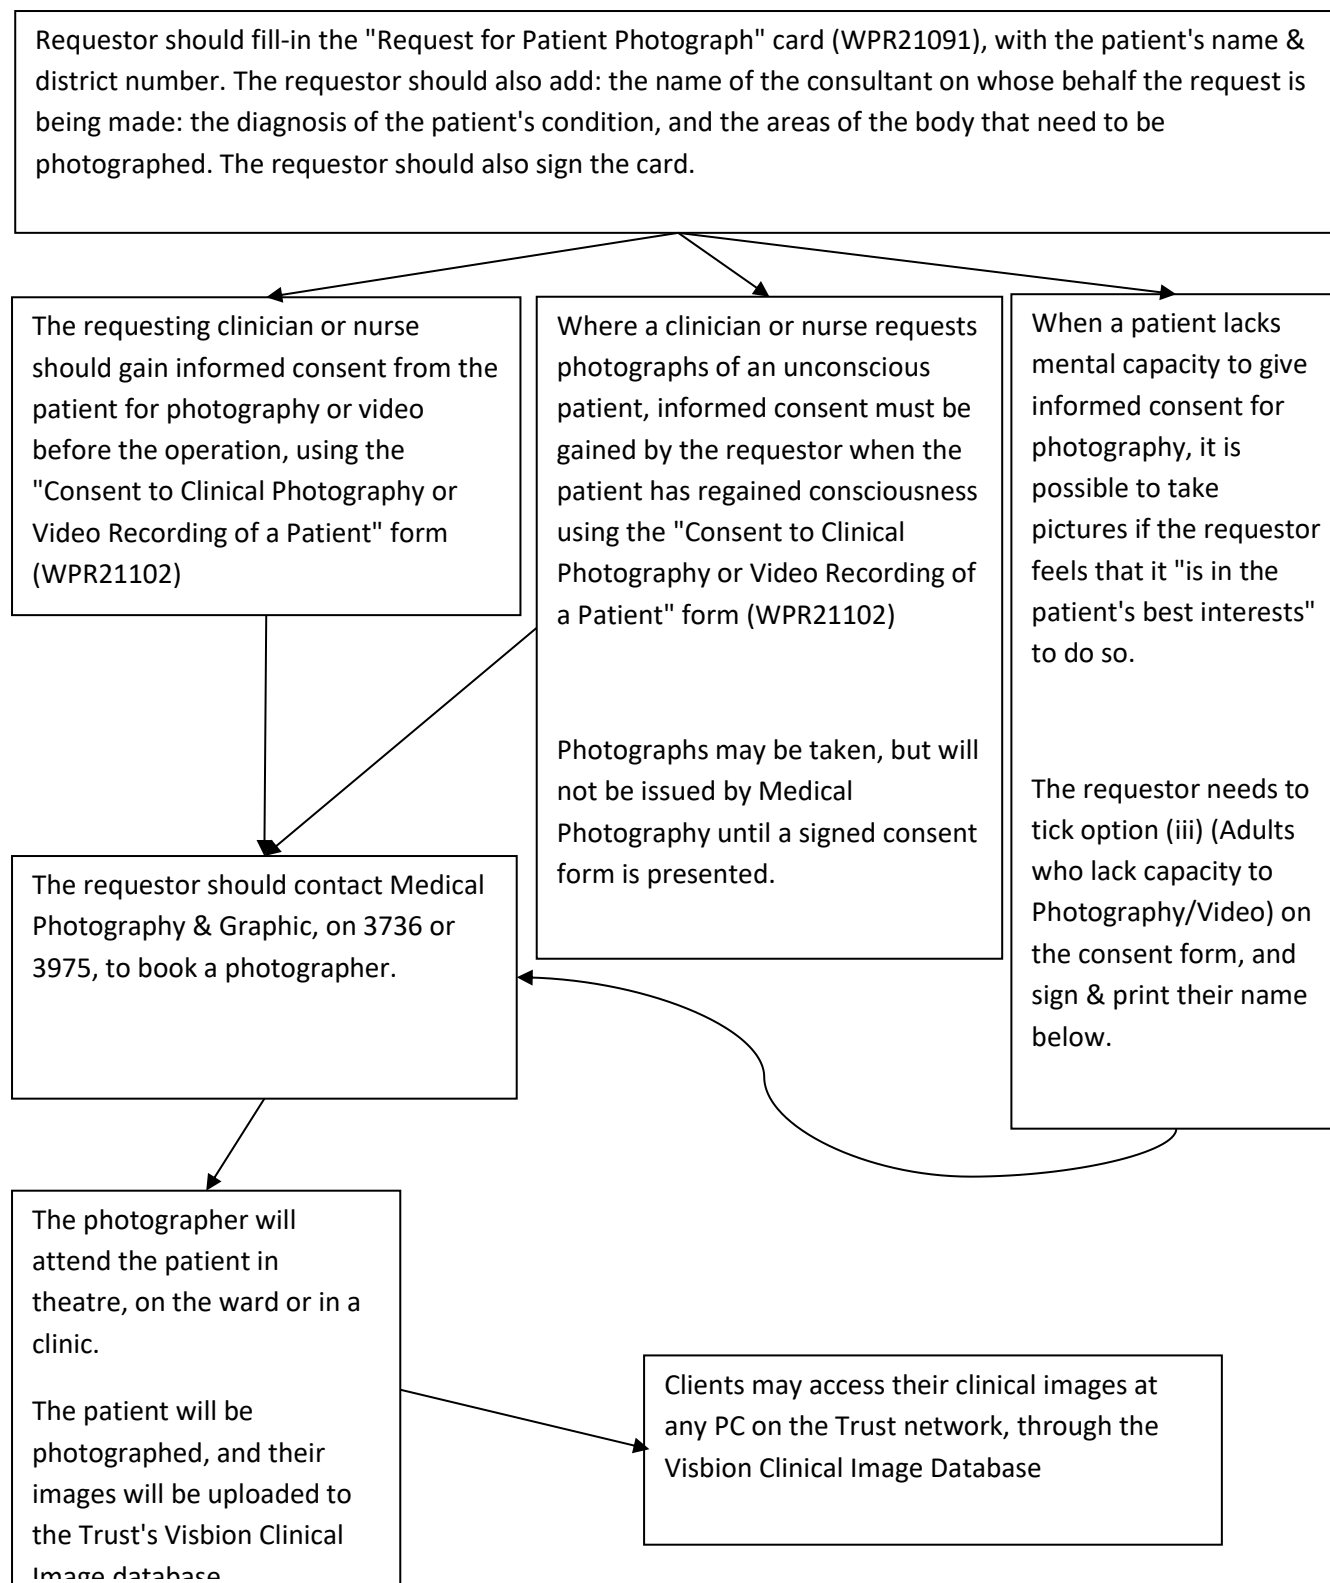 Requestor should fill-in the "Request for Patient Photograph" card (WPR21091), with the patient's name &
district number. The requestor should also add: the name of the consultant on whose behalf the request is
being made: the diagnosis of the patient's condition, and the areas of the body that need to be
photographed. The requestor should also sign the card.
The requesting clinician or nurse
should gain informed consent from the
patient for photography or video
before the operation, using the
"Consent to Clinical Photography or
Video Recording of a Patient" form
(WPR21102)
Where a clinician or nurse requests
photographs of an unconscious
patient, informed consent must be
gained by the requestor when the
patient has regained consciousness
using the "Consent to Clinical
Photography or Video Recording of
a Patient" form (WPR21102)
Photographs may be taken, but will
not be issued by Medical
Photography until a signed consent
form is presented.
When a patient lacks
mental capacity to give
informed consent for
photography, it is
possible to take
pictures if the requestor
feels that it "is in the
patient's best interests"
to do so.
The requestor needs to
tick option (iii) (Adults
who lack capacity to
Photography/Video) on
the consent form, and
sign & print their name
below.
The requestor should contact Medical
Photography & Graphic, on 3736 or
3975, to book a photographer.
The photographer will
attend the patient in
theatre, on the ward or in a
clinic.
The patient will be
photographed, and their
images will be uploaded to
the Trust's Visbion Clinical
Image database
Clients may access their clinical images at
any PC on the Trust network, through the
Visbion Clinical Image Database